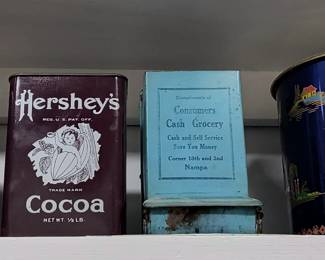 Hershey's
REG. U.S. PAT. OFF.
TRADE MARK
Cocoa
NET WT. ½ LB.
Compliments of
Consumers
Cash Grocery
Cash and Self Service
Save You Money
Corner 10th and 2nd
Nampa